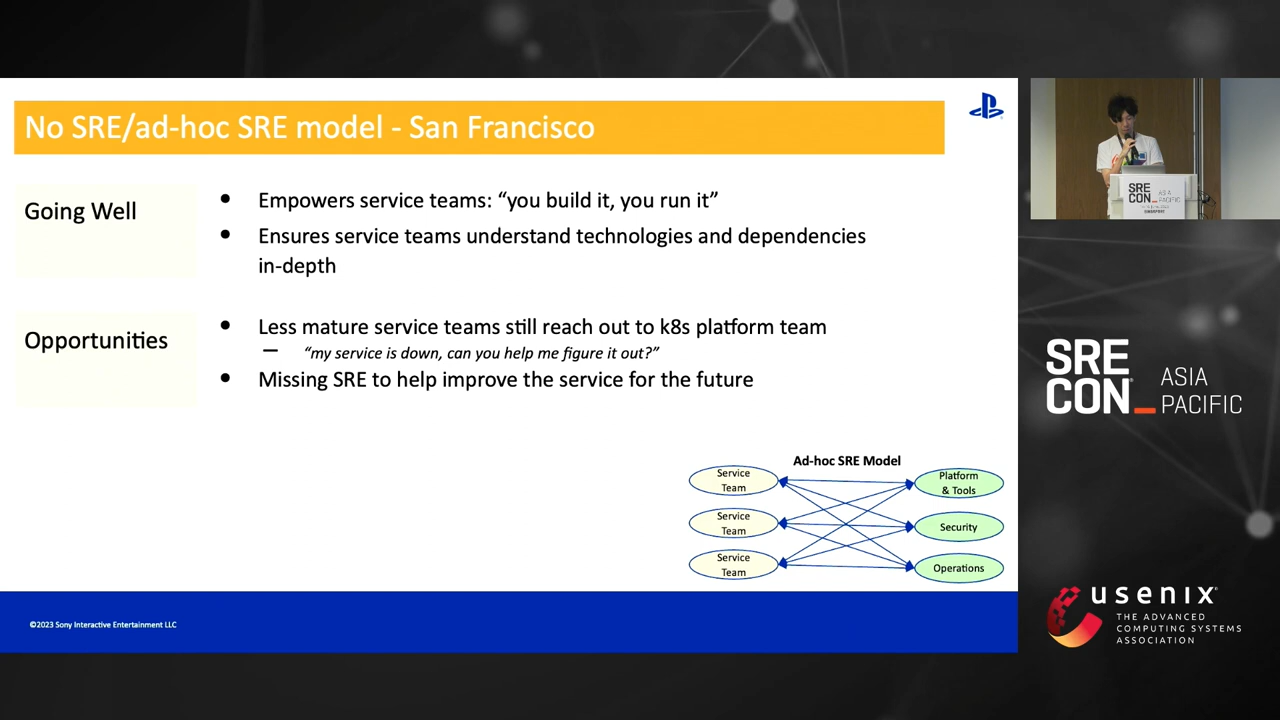 No SRE/ad-hoc SRE model - San Francisco
Going Well
• Empowers service teams: “you build it, you run it”
• Ensures service teams understand technologies and dependencies
in-depth
Opportunities
• Less mature service teams still reach out to k8s platform team
– “my service is down, can you help me figure it out?”
• Missing SRE to help improve the service for the future
Ad-hoc SRE Model
Service
Team
Platform
& Tools
Service
Team
Security
Service
Team
Operations
©2023 Sony Interactive Entertainment LLC
SRE
CON
ASIA
PACIFIC
SRE
CON_
ASIA
PACIFIC
usenix
THE ADVANCED
COMPUTING SYSTEMS
ASSOCIATION